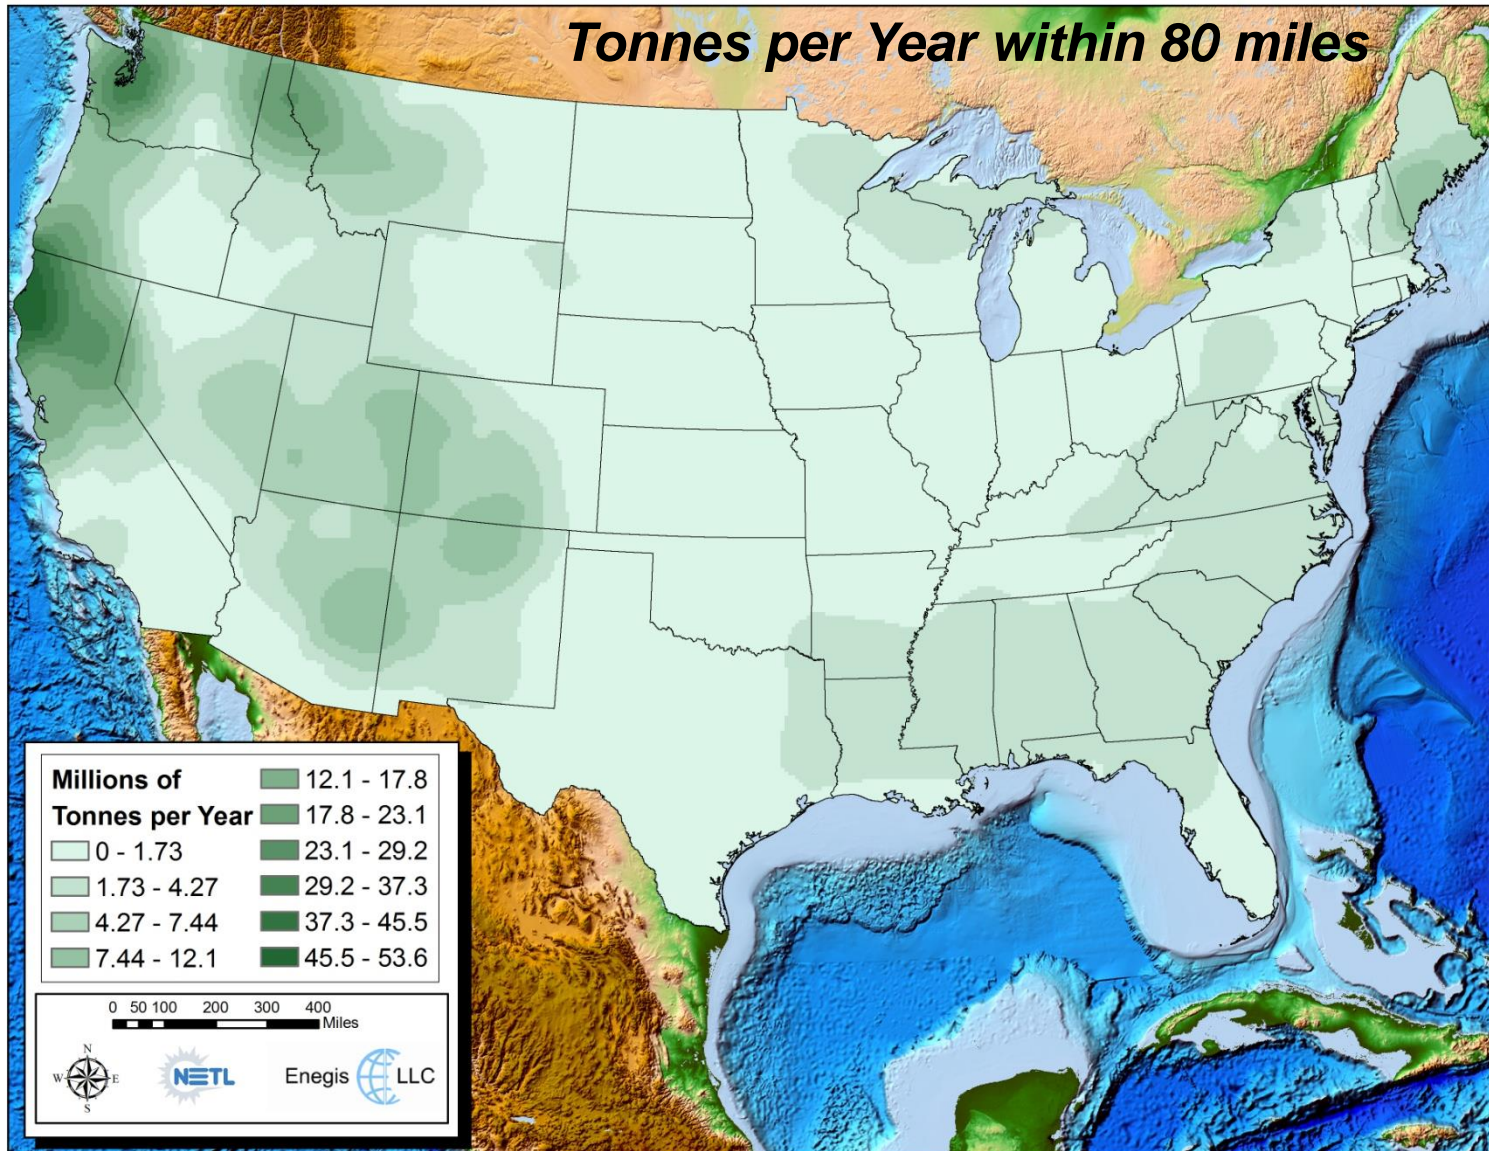 Tonnes per Year within 80 miles
Millions of
Tonnes per Year
0 - 1.73
1.73 - 4.27
4.27 - 7.44
7.44 - 12.1
12.1 - 17.8
17.8 - 23.1
23.1 - 29.2
29.2 - 37.3
37.3 - 45.5
45.5 - 53.6
0 50 100 200 300 400
Miles
N
W E
S
NETL
Enegis LLC